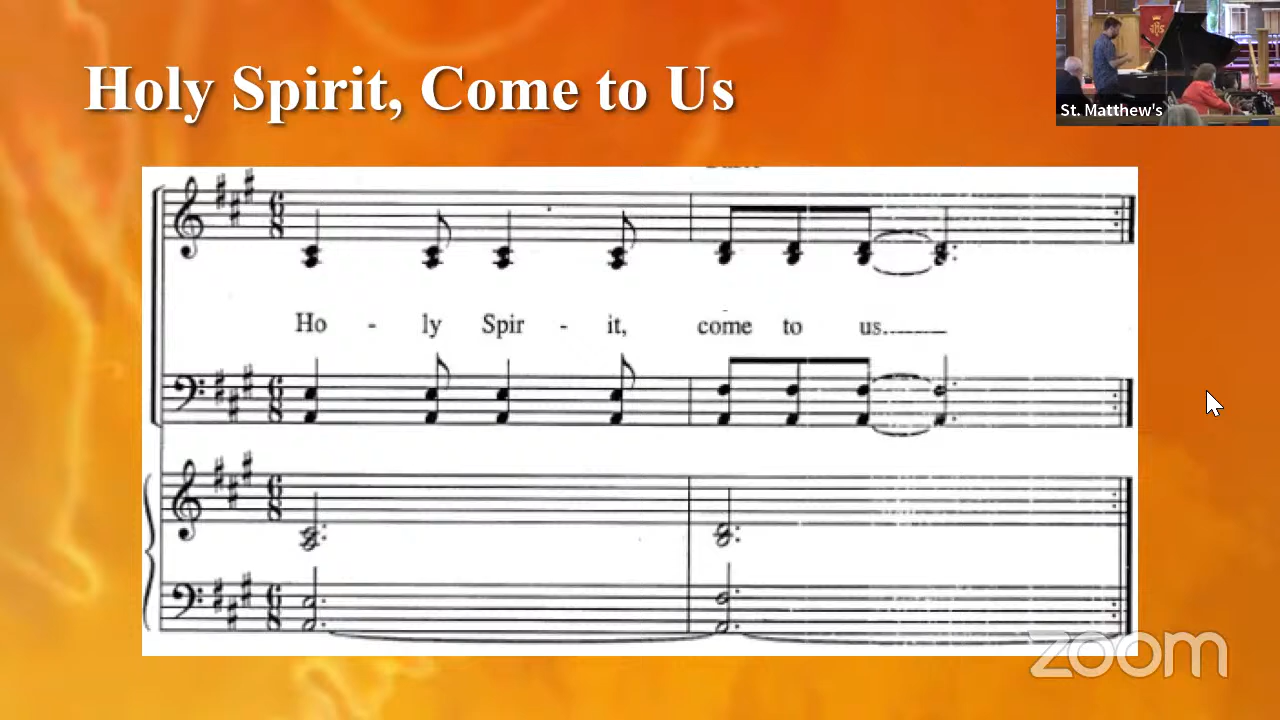 Holy Spirit, Come to Us
St. Matthew's
Ho - ly Spir - it, come to us.
zoom